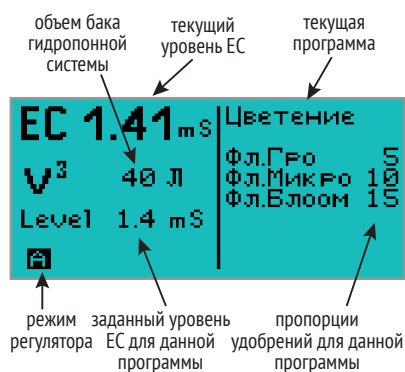 объем бака
гидропонной
системы
текущий
уровень ЕС
текущая
программа
EC 1.41 mS
V³ 40 Л
Level 1.4 mS
A
Цветение
Фл.Гро 5
Фл.Микро 10
Фл.Блоом 15
режим
регулятора
заданный уровень
ЕС для данной
программы
пропорции
удобрений для данной
программы